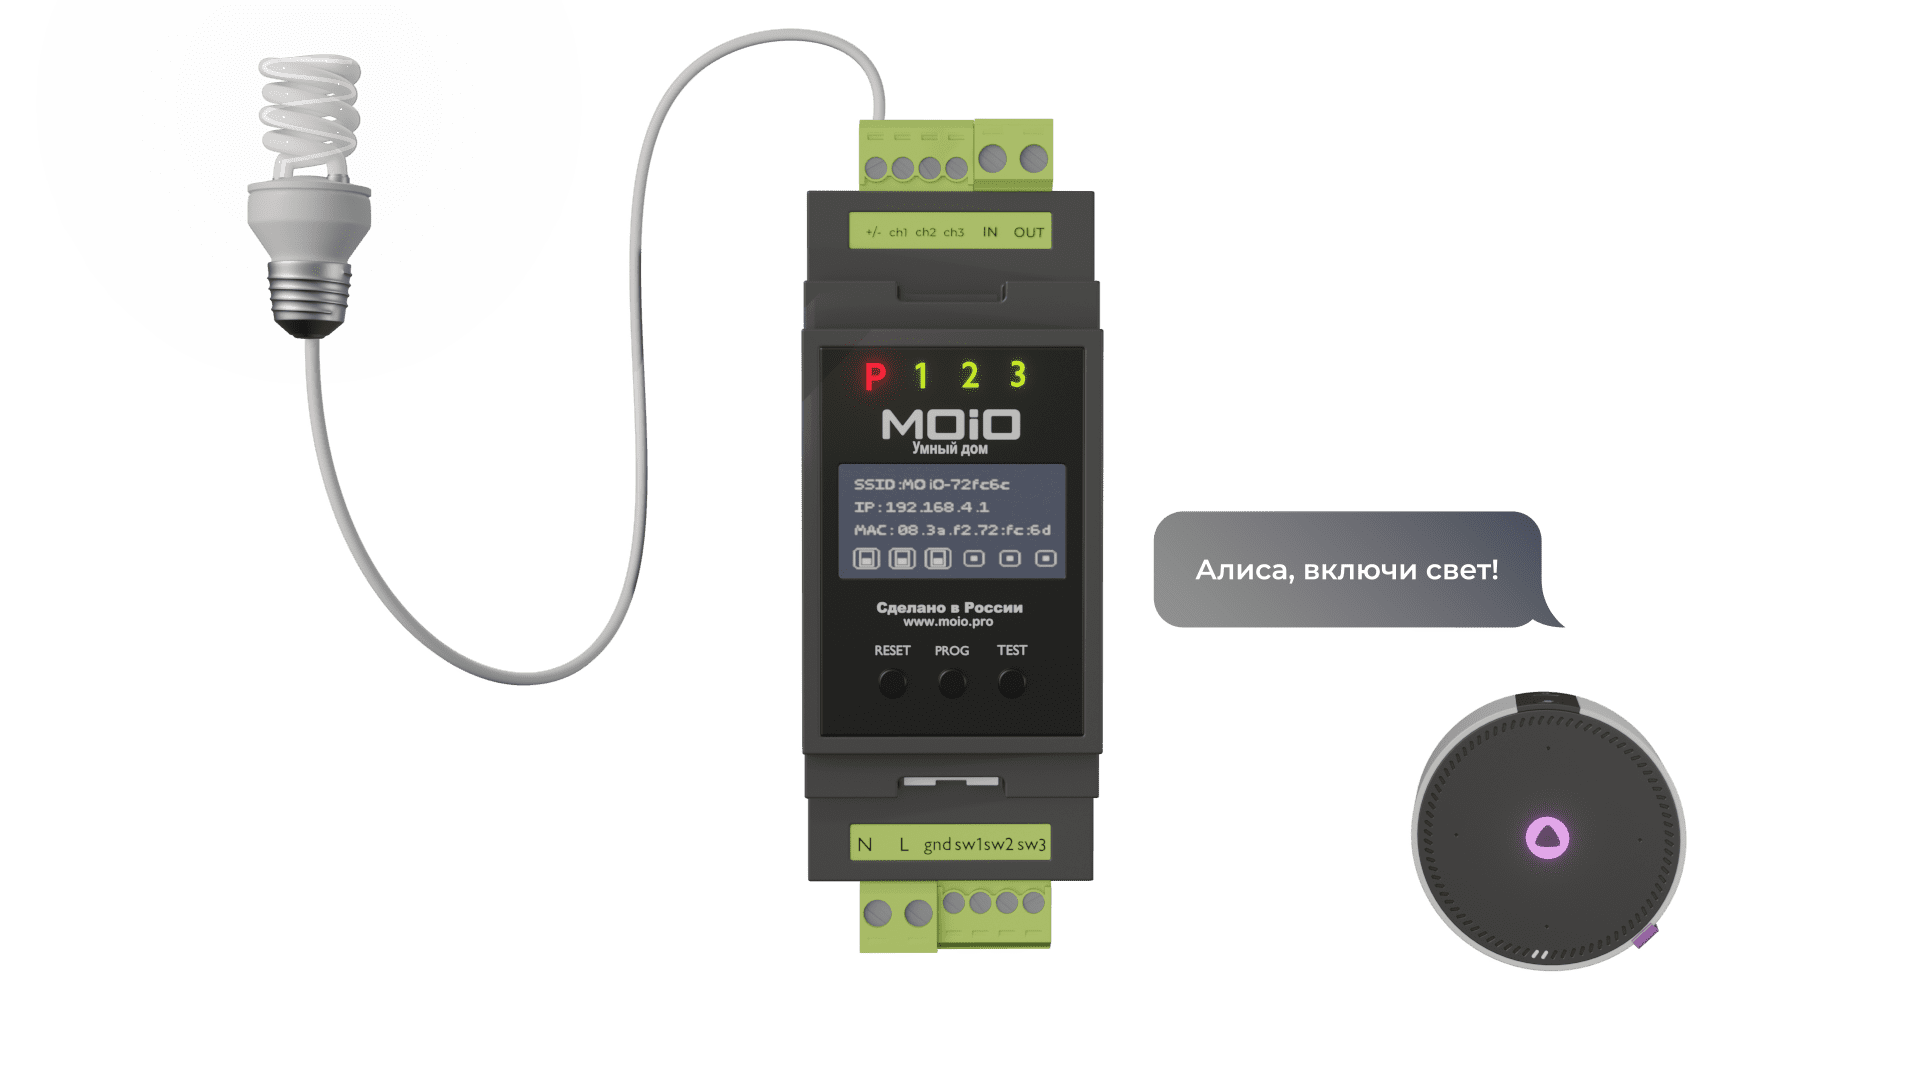 +/- ch1 ch2 ch3 IN OUT
P 1 2 3
MOiO
Умный дом
SSID:MOiO-72fc6c
IP:192.168.4.1
MAC:08.3a.f2.72:fc:6d
Сделано в России
www.moio.pro
RESET PROG TEST
N L gnd sw1 sw2 sw3
Алиса, включи свет!